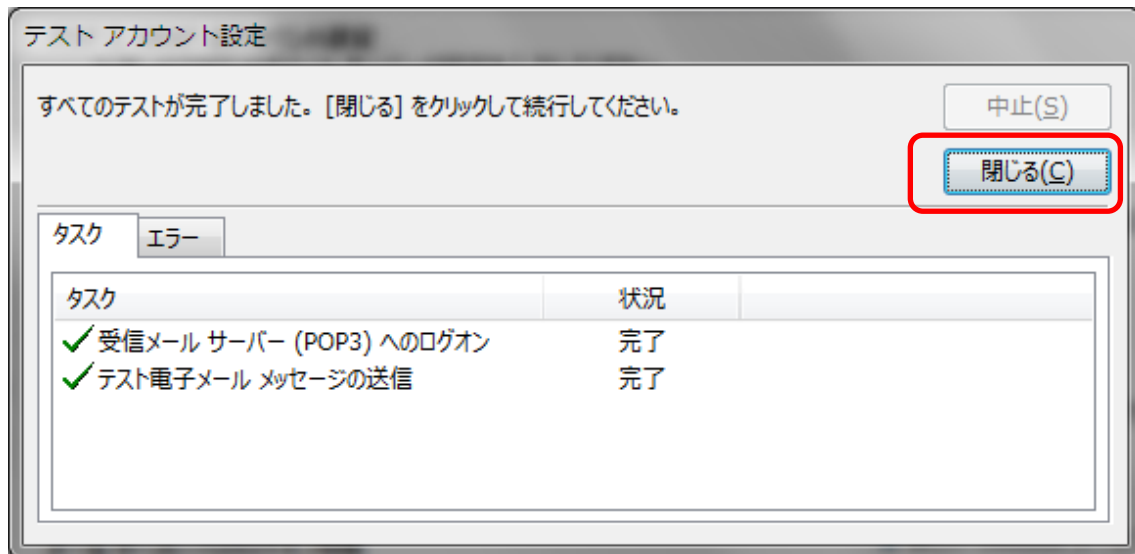 テスト アカウント設定
すべてのテストが完了しました。[閉じる] をクリックして続行してください。
中止(S)
閉じる(C)
タスク エラー
タスク 状況
受信メール サーバー (POP3) へのログオン 完了
テスト電子メール メッセージの送信 完了